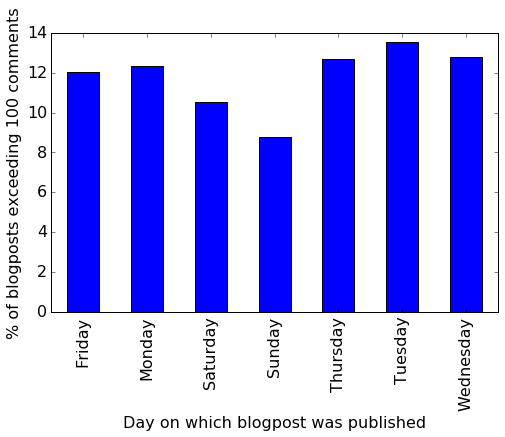 % of blogposts exceeding 100 comments
14
12
10
8
6
4
2
0
Friday
Monday
Saturday
Sunday
Thursday
Tuesday
Wednesday
Day on which blogpost was published